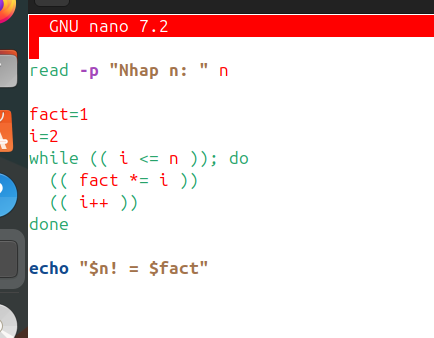 GNU nano 7.2
read -p "Nhap n: " n
fact=1
i=2
while (( i <= n )); do
  (( fact *= i ))
  (( i++ ))
done
echo "$n! = $fact"